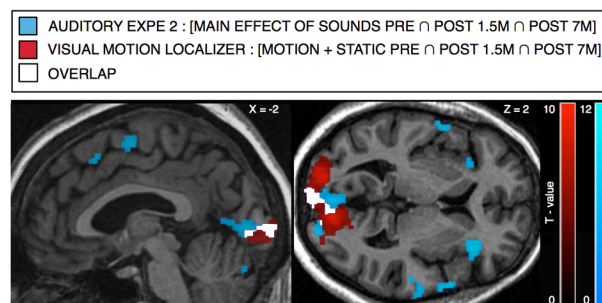 AUDITORY EXPE 2 : [MAIN EFFECT OF SOUNDS PRE ∩ POST 1.5M ∩ POST 7M]
VISUAL MOTION LOCALIZER : [MOTION + STATIC PRE ∩ POST 1.5M ∩ POST 7M]
OVERLAP
X = -2
Z = 2
10
12
T - value
0
0